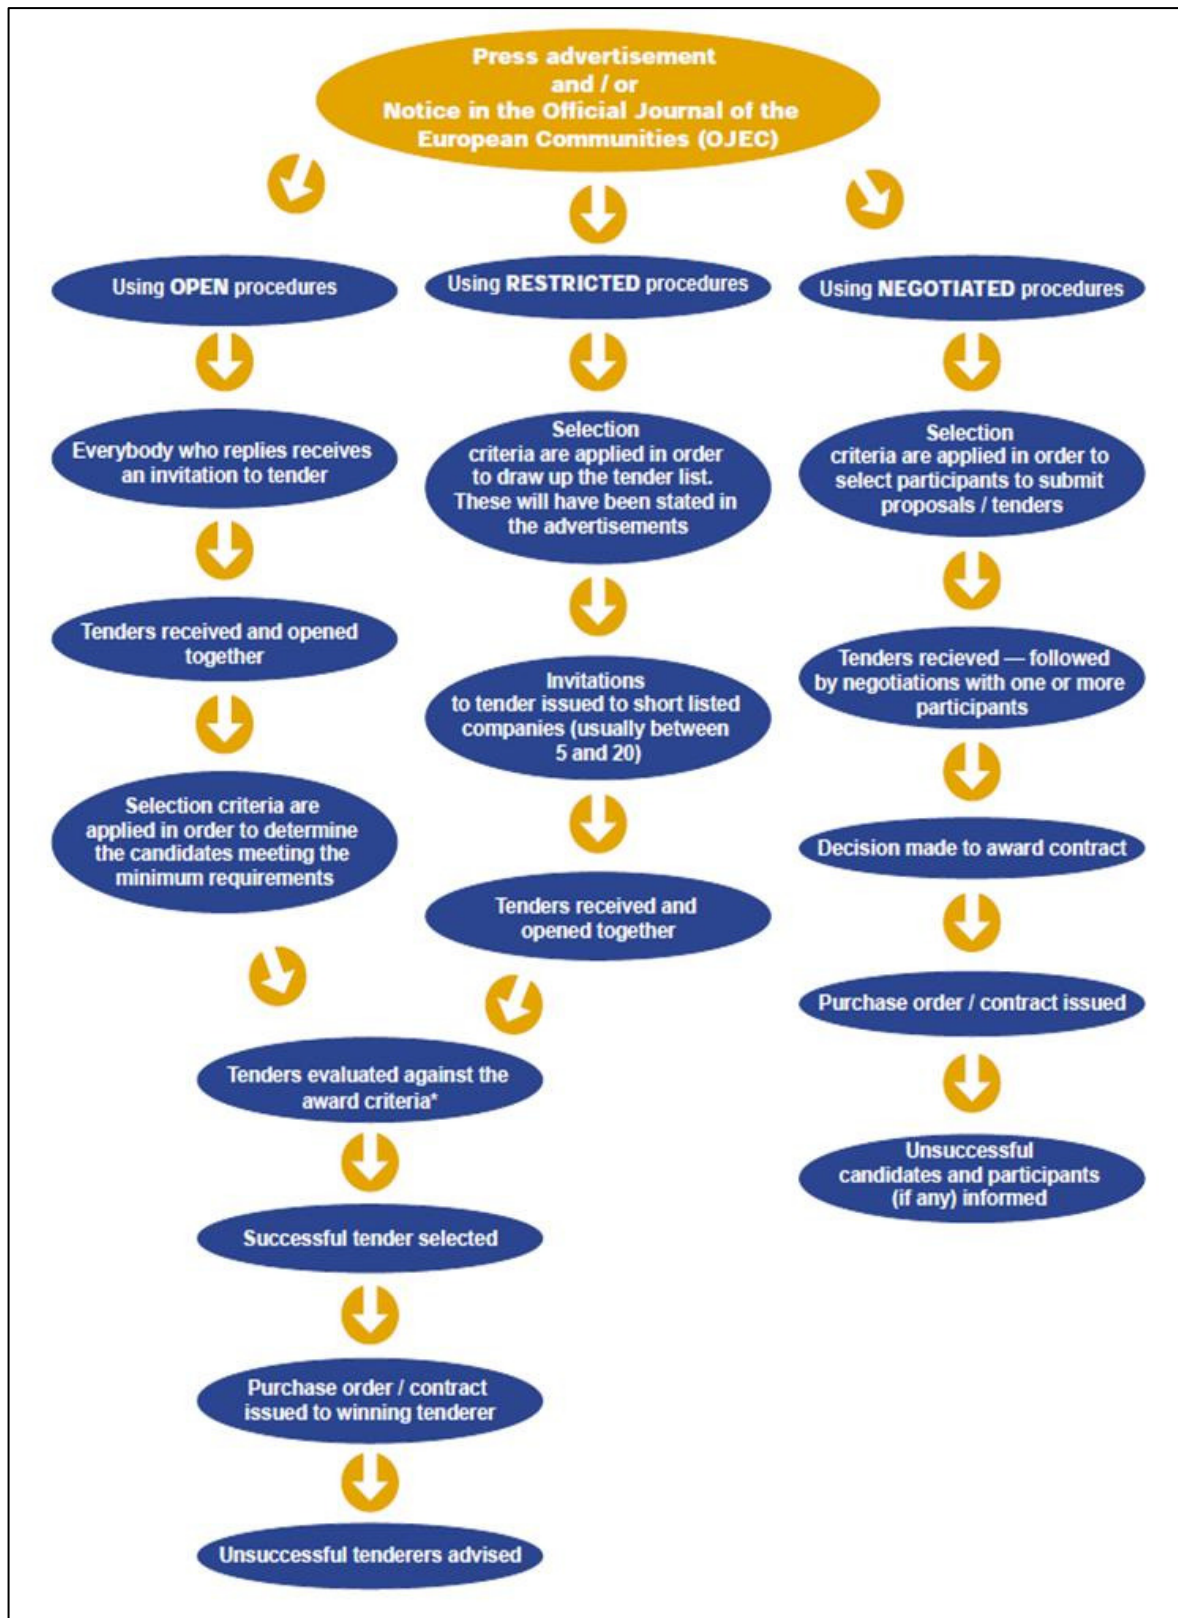 Press advertisement
and / or
Notice in the Official Journal of the
European Communities (OJEC)
Using OPEN procedures
Everybody who replies receives
an invitation to tender
Tenders received and opened
together
Selection criteria are
applied in order to determine
the candidates meeting the
minimum requirements
Using RESTRICTED procedures
Selection
criteria are applied in order
to draw up the tender list.
These will have been stated in
the advertisements
Invitations
to tender issued to short listed
companies (usually between
5 and 20)
Tenders received and
opened together
Tenders evaluated against the
award criteria*
Successful tender selected
Purchase order / contract
issued to winning tenderer
Unsuccessful tenderers advised
Using NEGOTIATED procedures
Selection
criteria are applied in order to
select participants to submit
proposals / tenders
Tenders recieved — followed
by negotiations with one or more
participants
Decision made to award contract
Purchase order / contract issued
Unsuccessful
candidates and participants
(if any) informed